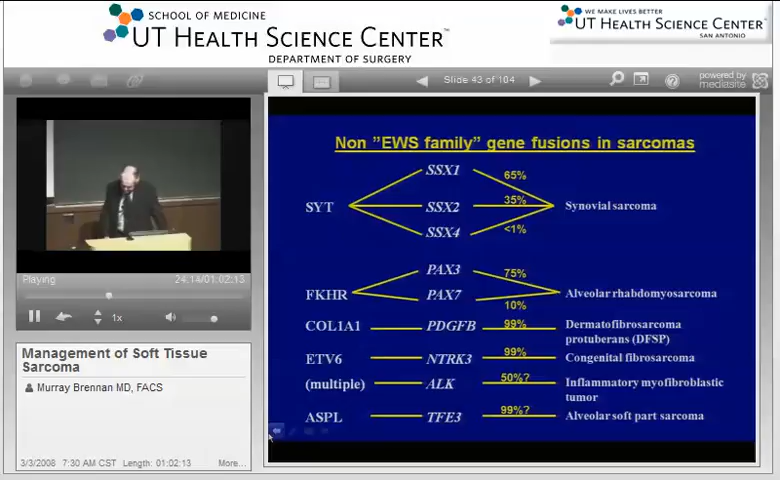 SCHOOL OF MEDICINE
UT HEALTH SCIENCE CENTER™
DEPARTMENT OF SURGERY
WE MAKE LIVES BETTER
UT HEALTH SCIENCE CENTER
SAN ANTONIO
Slide 43 of 104
powered by
mediasite
Non ”EWS family” gene fusions in sarcomas
SSX1 65%
SYT SSX2 35% Synovial sarcoma
SSX4 <1%
PAX3 75%
FKHR PAX7 10% Alveolar rhabdomyosarcoma
COL1A1 PDGFB 99% Dermatofibrosarcoma
protuberans (DFSP)
ETV6 NTRK3 99% Congenital fibrosarcoma
(multiple) ALK 50%? Inflammatory myofibroblastic
tumor
ASPL TFE3 99%? Alveolar soft part sarcoma
Playing 24:14/01:02:13
1x
Management of Soft Tissue
Sarcoma
Murray Brennan MD, FACS
3/3/2008 7:30 AM CST Length: 01:02:13 More...